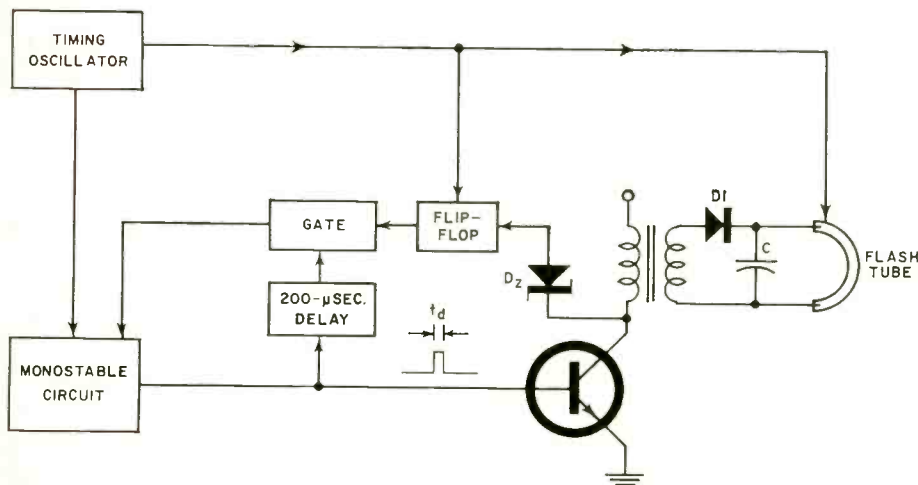 TIMING
OSCILLATOR
GATE
FLIP-
FLOP
D1
C
FLASH
TUBE
Dz
200-μSEC.
DELAY
td
MONOSTABLE
CIRCUIT